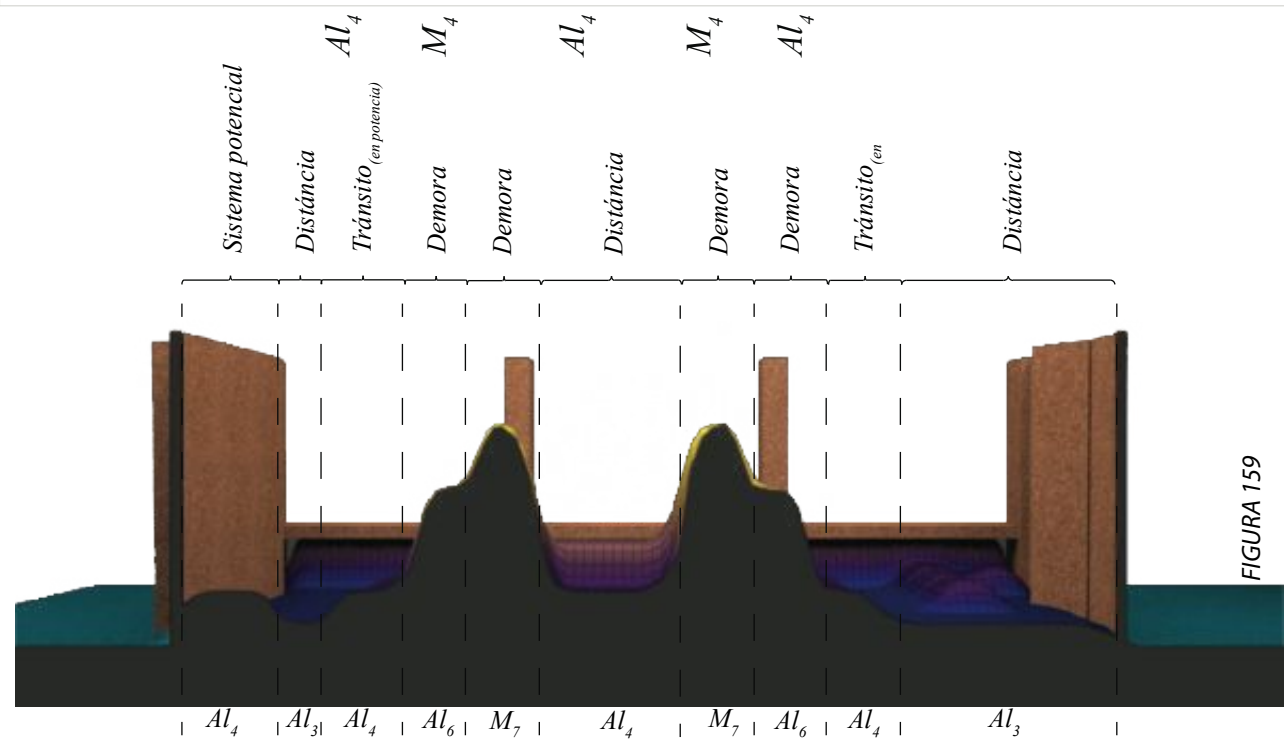 Al₄ M₄ Al₄ M₄ Al₄
Sistema potencial
Distáncia
Tránsito (en potencia)
Demora
Demora
Distáncia
Demora
Demora
Tránsito (en
Distáncia
FIGURA 159
Al₄ Al₃ Al₄ Al₆ M₇ Al₄ M₇ Al₆ Al₄ Al₃